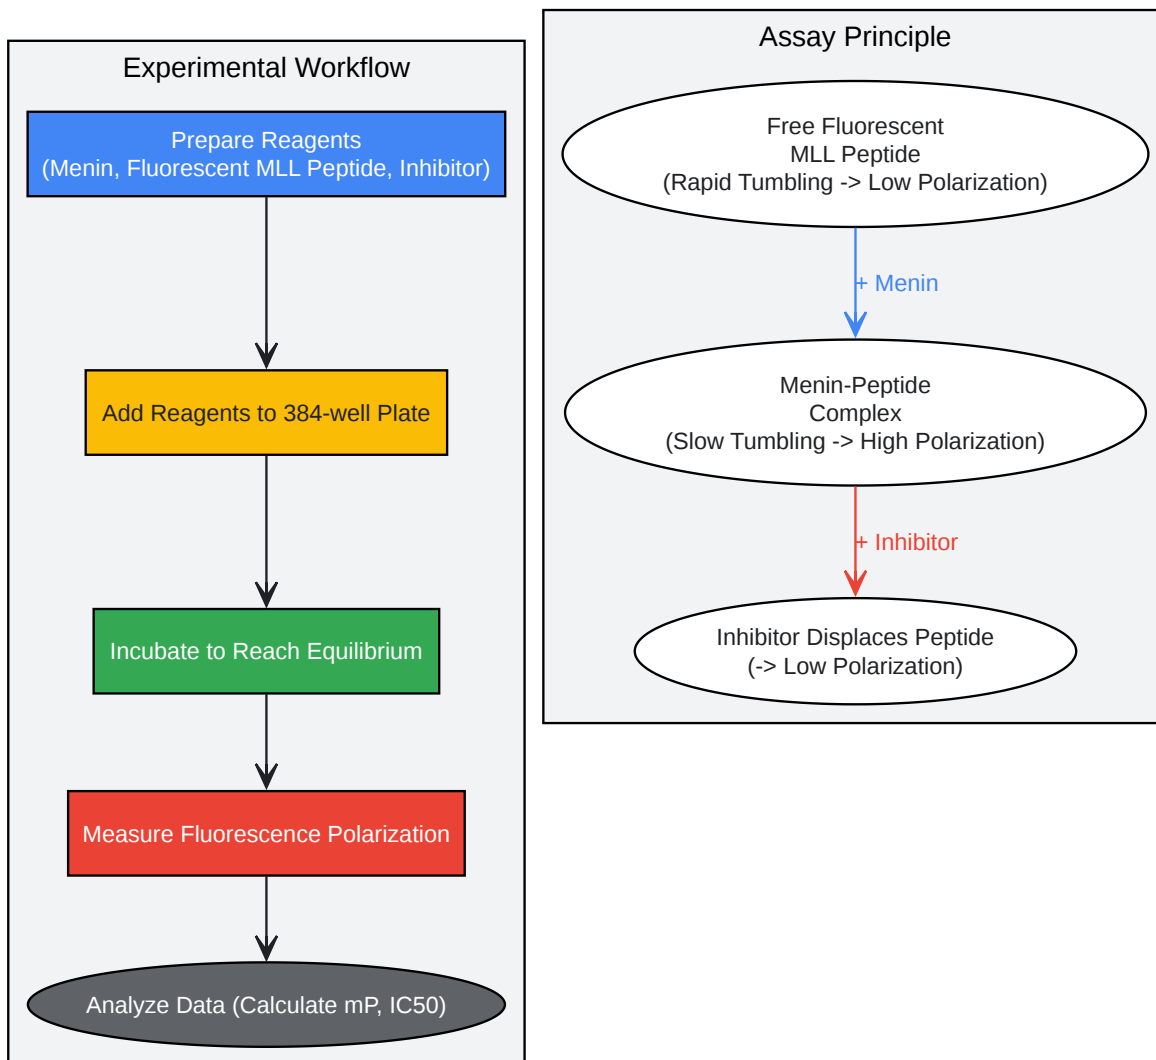 Experimental Workflow
Prepare Reagents
(Menin, Fluorescent MLL Peptide, Inhibitor)
Add Reagents to 384-well Plate
Incubate to Reach Equilibrium
Measure Fluorescence Polarization
Analyze Data (Calculate mP, IC50)
Assay Principle
Free Fluorescent
MLL Peptide
(Rapid Tumbling -> Low Polarization)
+ Menin
Menin-Peptide
Complex
(Slow Tumbling -> High Polarization)
+ Inhibitor
Inhibitor Displaces Peptide
(-> Low Polarization)